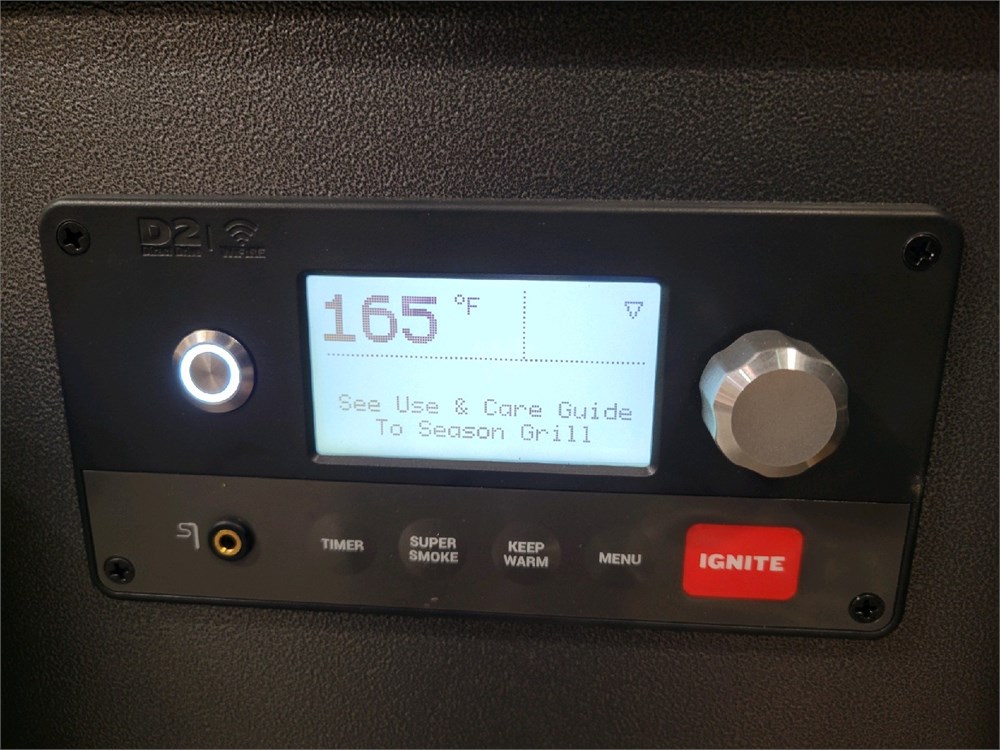 D2
165 °F
See Use & Care Guide
To Season Grill
TIMER
SUPER
SMOKE
KEEP
WARM
MENU
IGNITE